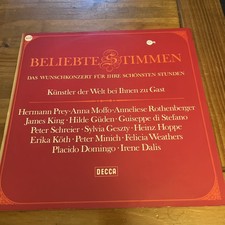 BELIEBTE STIMMEN
DAS WUNSCHKONZERT FÜR IHRE SCHÖNSTEN STUNDEN
Künstler der Welt bei Ihnen zu Gast
Hermann Prey·Anna Moffo·Anneliese Rothenberger
James King·Hilde Güden·Guiseppe di Stefano
Peter Schreier·Sylvia Geszty·Heinz Hoppe
Erika Köth·Peter Minich·Felicia Weathers
Placido Domingo·Irene Dalis
DECCA